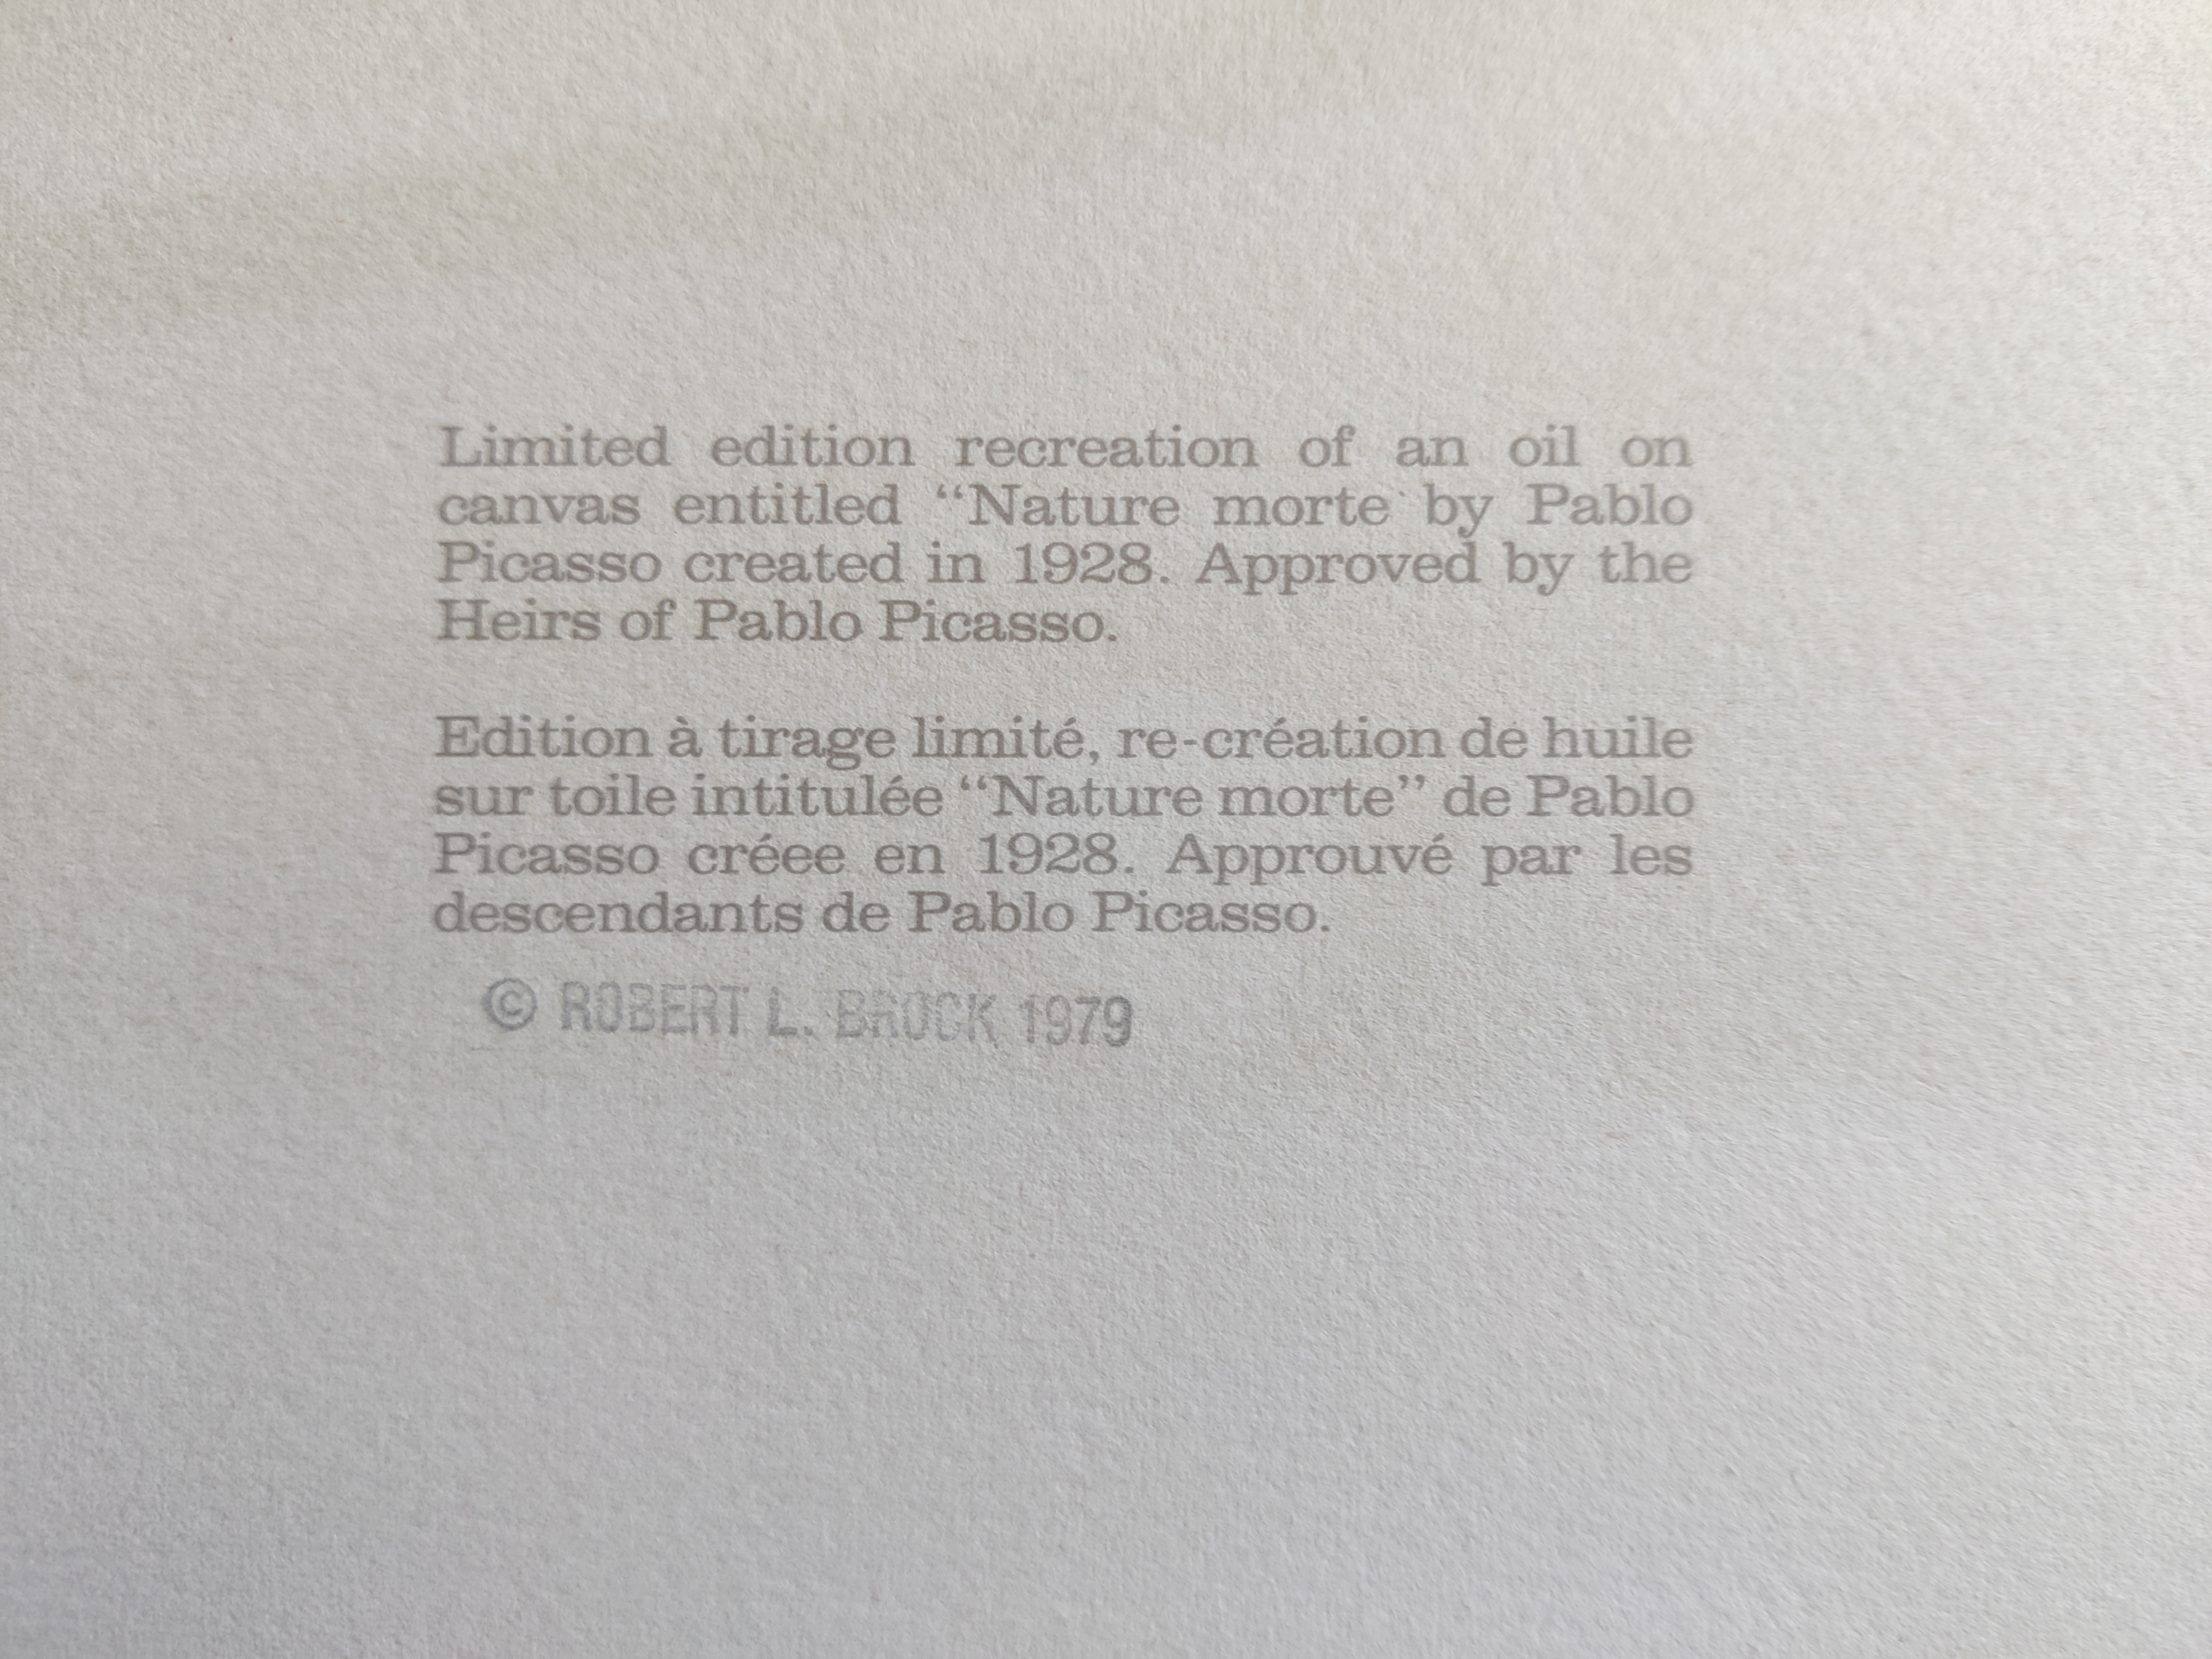 Limited edition recreation of an oil on
canvas entitled “Nature morte by Pablo
Picasso created in 1928. Approved by the
Heirs of Pablo Picasso.
Edition à tirage limité, re-création de huile
sur toile intitulée “Nature morte” de Pablo
Picasso créee en 1928. Approuvé par les
descendants de Pablo Picasso.
© ROBERT L. BROCK 1979